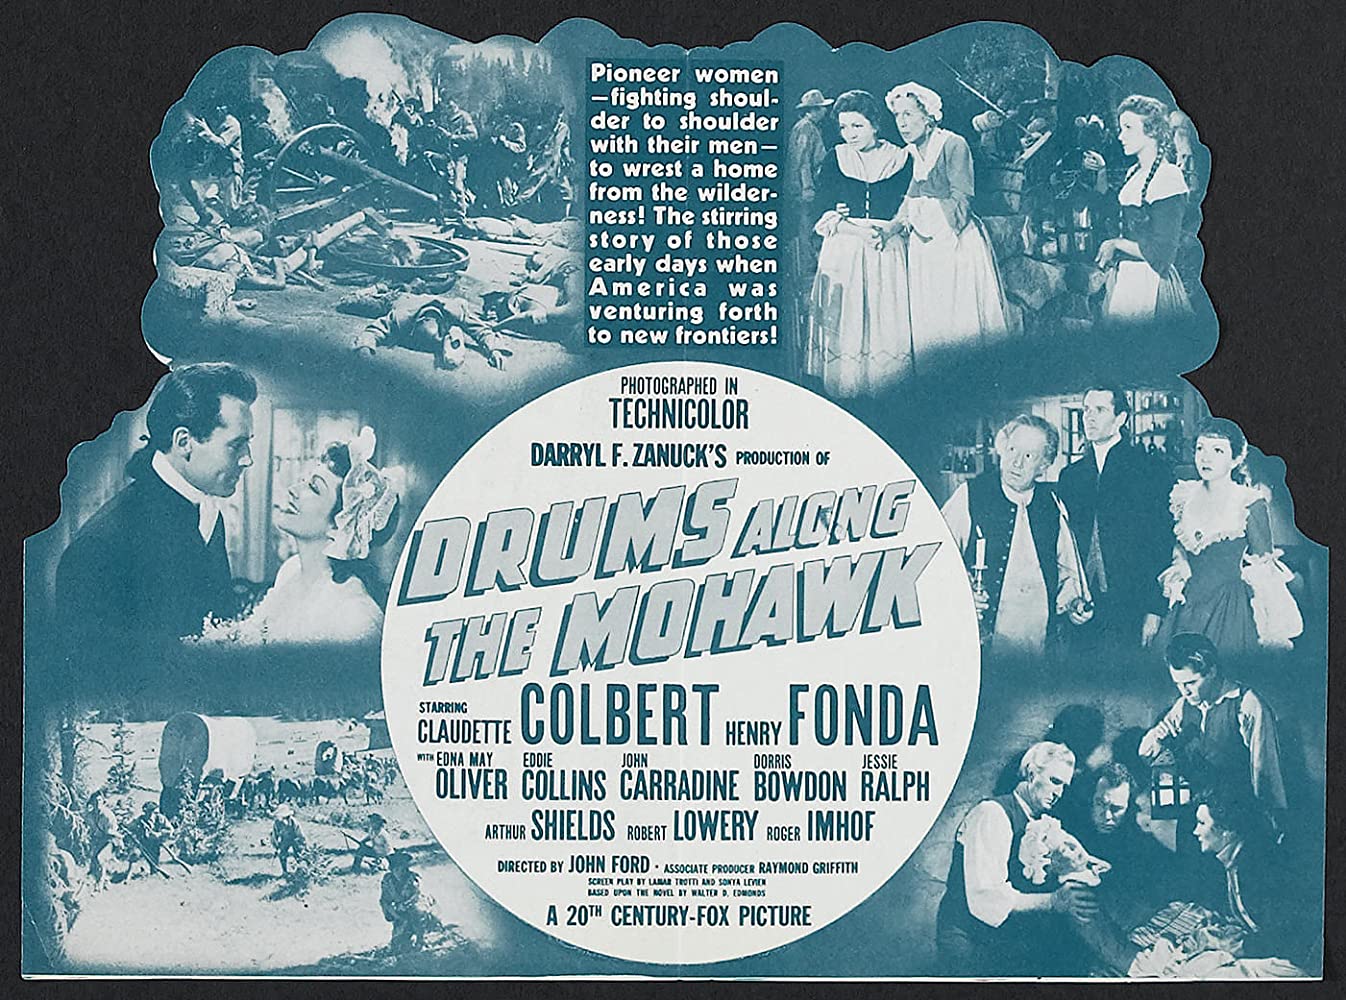 Pioneer women
—fighting shoul-
der to shoulder
with their men—
to wrest a home
from the wilder-
ness! The stirring
story of those
early days when
America was
venturing forth
to new frontiers!
PHOTOGRAPHED IN
TECHNICOLOR
DARRYL F. ZANUCK'S PRODUCTION OF
DRUMS ALONG
THE MOHAWK
STARRING
CLAUDETTE COLBERT HENRY FONDA
WITH EDNA MAY OLIVER EDDIE COLLINS JOHN CARRADINE DORRIS BOWDON JESSIE RALPH
ARTHUR SHIELDS ROBERT LOWERY ROGER IMHOF
DIRECTED BY JOHN FORD · ASSOCIATE PRODUCER RAYMOND GRIFFITH
SCREEN PLAY BY LAMAR TROTTI AND SONYA LEVIEN
BASED UPON THE NOVEL BY WALTER D. EDMONDS
A 20TH CENTURY-FOX PICTURE